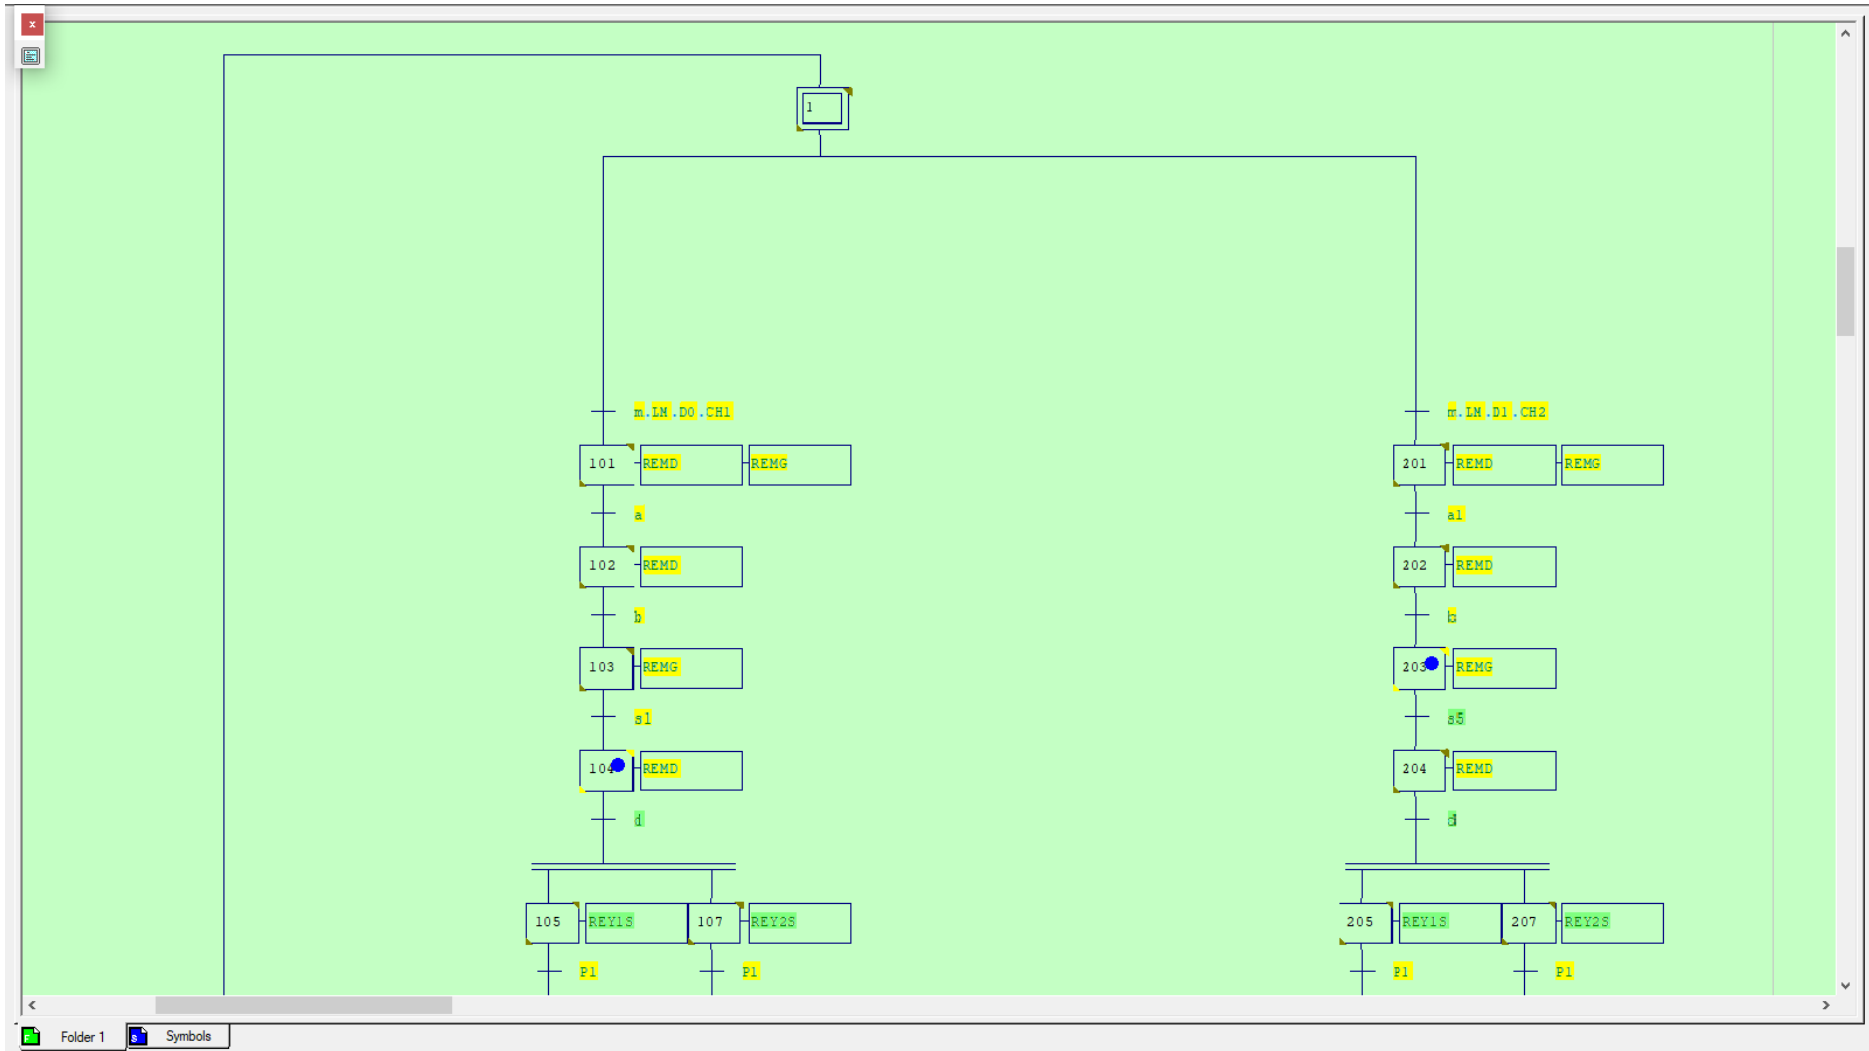 x
1
m.LM.D0.CH1 m.LM.D1.CH2
101 REMD REMG 201 REMD REMG
a a1
102 REMD 202 REMD
b
103 REMG 203 REMG
s1 s5
104 REMD 204 REMD
d d
105 REY1S 107 REY2S 205 REY1S 207 REY2S
P1 P1 P1 P1
Folder 1 Symbols